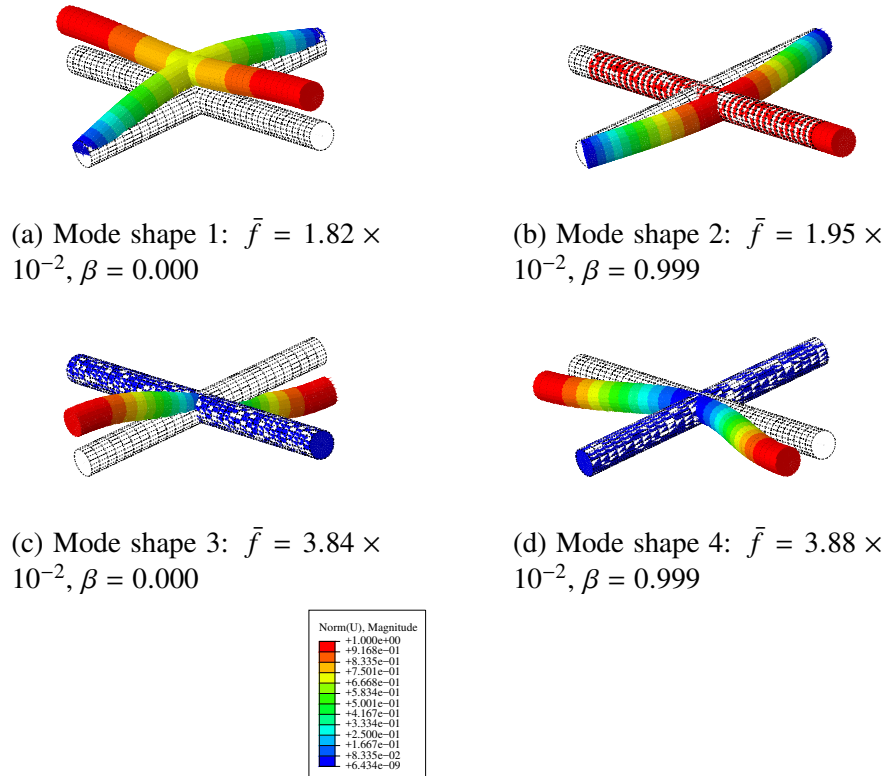 (a) Mode shape 1: f̄ = 1.82 ×
10⁻², β = 0.000
(b) Mode shape 2: f̄ = 1.95 ×
10⁻², β = 0.999
(c) Mode shape 3: f̄ = 3.84 ×
10⁻², β = 0.000
(d) Mode shape 4: f̄ = 3.88 ×
10⁻², β = 0.999
Norm(U), Magnitude
+1.000e+00
+9.168e−01
+8.335e−01
+7.501e−01
+6.668e−01
+5.834e−01
+5.001e−01
+4.167e−01
+3.334e−01
+2.500e−01
+1.667e−01
+8.335e−02
+6.434e−09